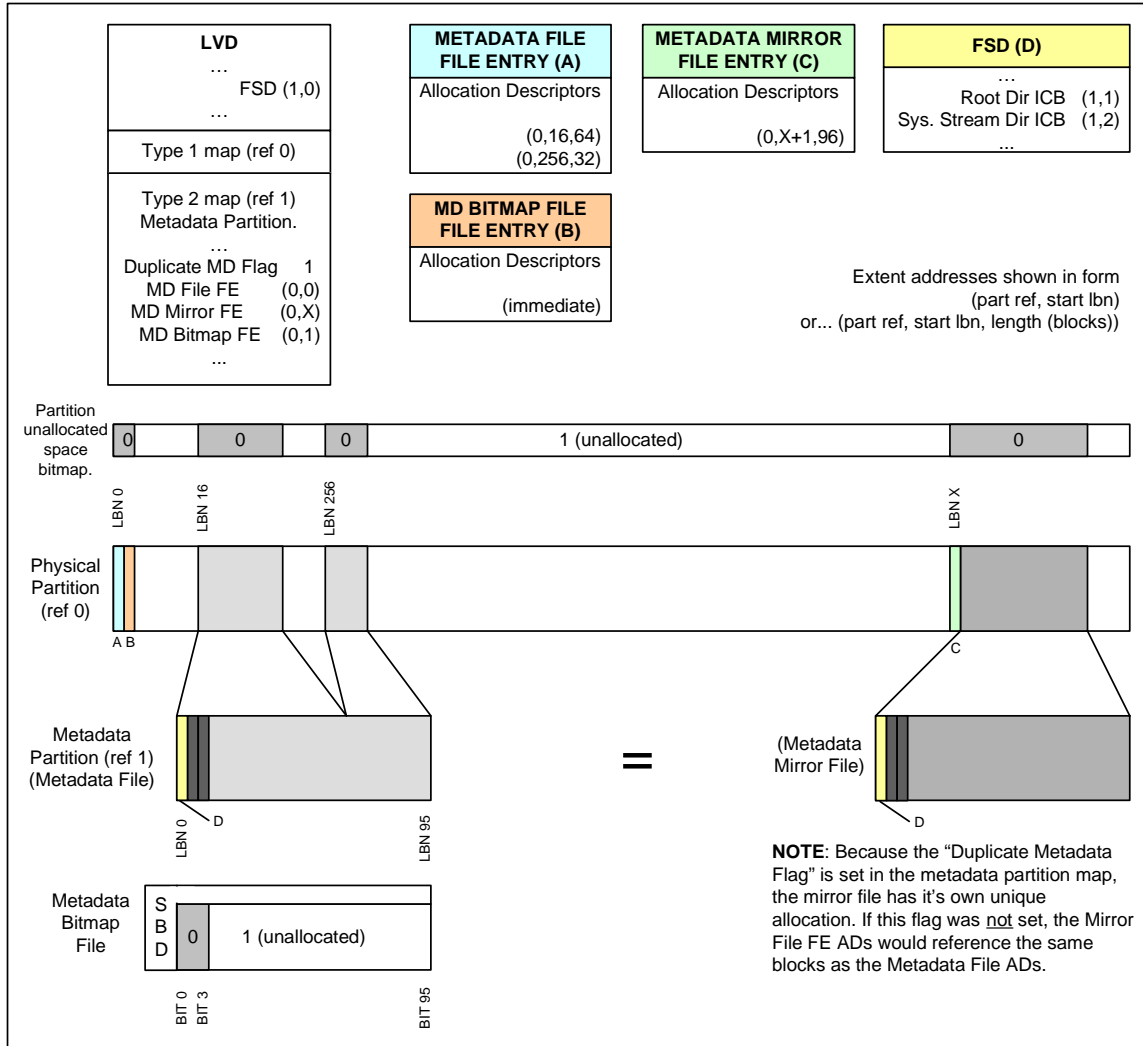 LVD
...
FSD (1,0)
...
Type 1 map (ref 0)
Type 2 map (ref 1)
Metadata Partition.
...
Duplicate MD Flag 1
MD File FE (0,0)
MD Mirror FE (0,X)
MD Bitmap FE (0,1)
...
METADATA FILE
FILE ENTRY (A)
Allocation Descriptors
(0,16,64)
(0,256,32)
METADATA MIRROR
FILE ENTRY (C)
Allocation Descriptors
(0,X+1,96)
FSD (D)
...
Root Dir ICB (1,1)
Sys. Stream Dir ICB (1,2)
...
MD BITMAP FILE
FILE ENTRY (B)
Allocation Descriptors
(immediate)
Extent addresses shown in form
(part ref, start lbn)
or... (part ref, start lbn, length (blocks))
Partition
unallocated
space
bitmap.
0
0
0
1 (unallocated)
0
LBN 0
LBN 16
LBN 256
LBN X
Physical
Partition
(ref 0)
A B
C
Metadata
Partition (ref 1)
(Metadata File)
D
LBN 0
LBN 95
=
(Metadata
Mirror File)
D
Metadata
Bitmap
File
S
B
D
0
1 (unallocated)
BIT 0
BIT 3
BIT 95
NOTE: Because the “Duplicate Metadata
Flag” is set in the metadata partition map,
the mirror file has it's own unique
allocation. If this flag was not set, the Mirror
File FE ADs would reference the same
blocks as the Metadata File ADs.